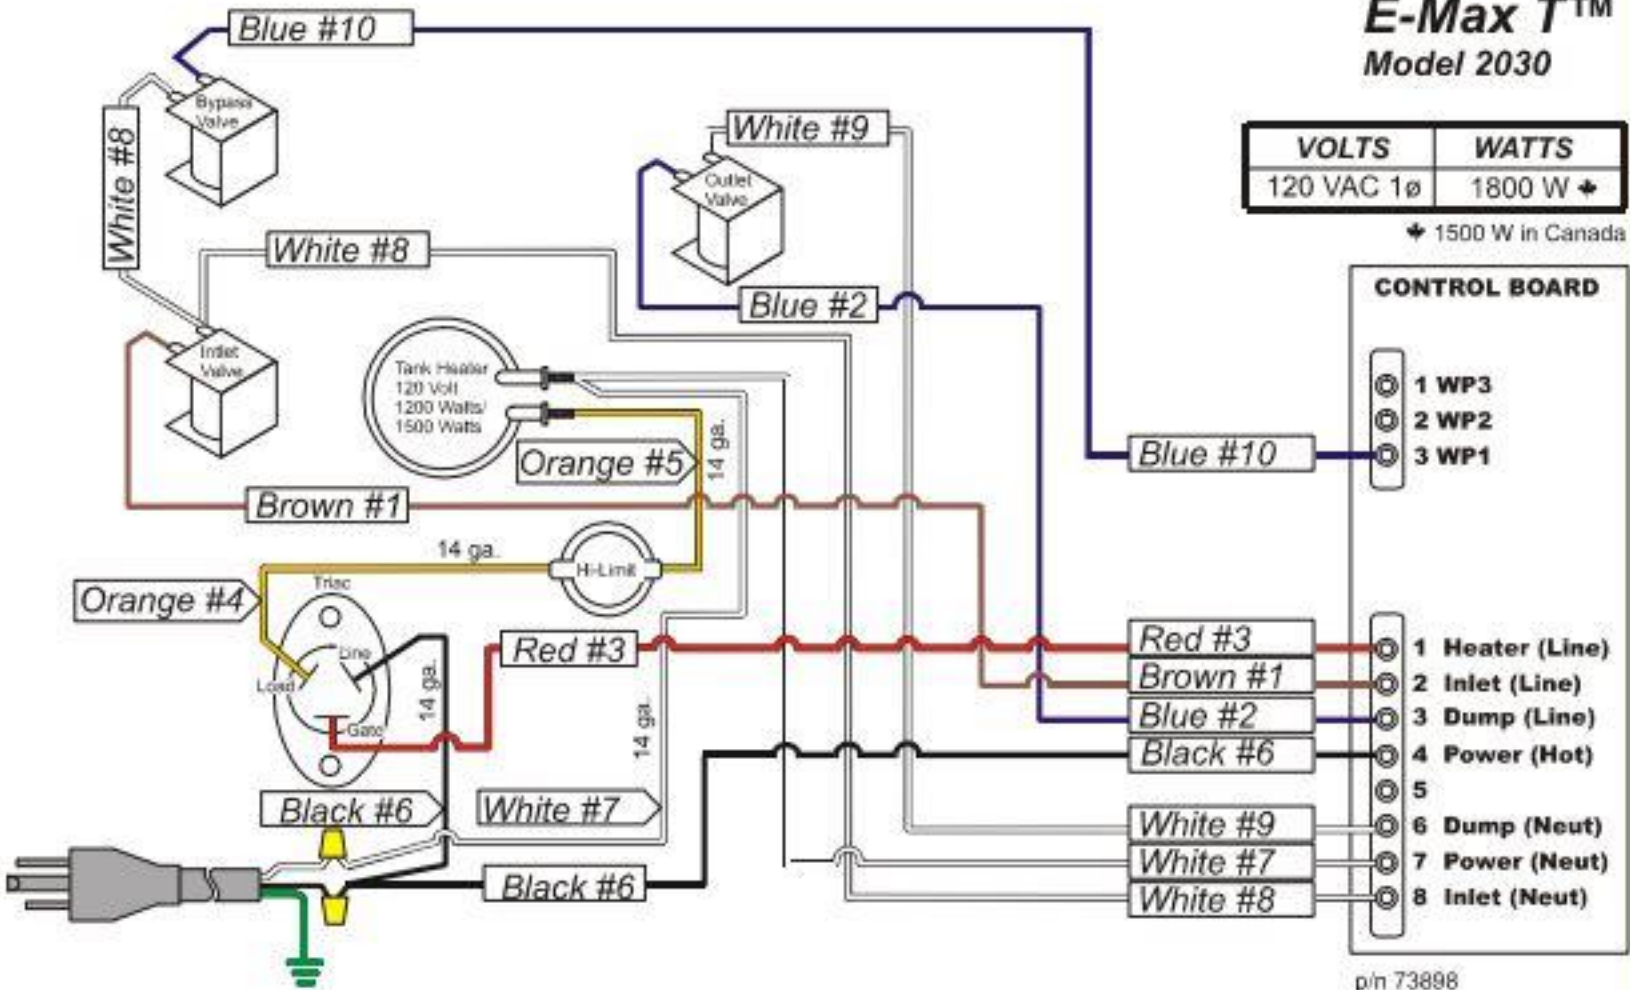 E-Max T™
Model 2030
VOLTS WATTS
120 VAC 1ø 1800 W
1500 W in Canada
Blue #10
Bypass
Valve
White #8
White #9
Outlet
Valve
White #8
Blue #2
Intlet
Valve
Tank Heater
120 Volt
1200 Watts/
1500 Watts
Orange #5
14 ga.
Brown #1
14 ga.
Hi-Limit
Orange #4
Triac
Line
Load
Gate
14 ga.
Red #3
14 ga.
Black #6
White #7
Black #6
CONTROL BOARD
1 WP3
2 WP2
Blue #10 3 WP1
Red #3 1 Heater (Line)
Brown #1 2 Inlet (Line)
Blue #2 3 Dump (Line)
Black #6 4 Power (Hot)
5
White #9 6 Dump (Neut)
White #7 7 Power (Neut)
White #8 8 Inlet (Neut)
p/n 73898